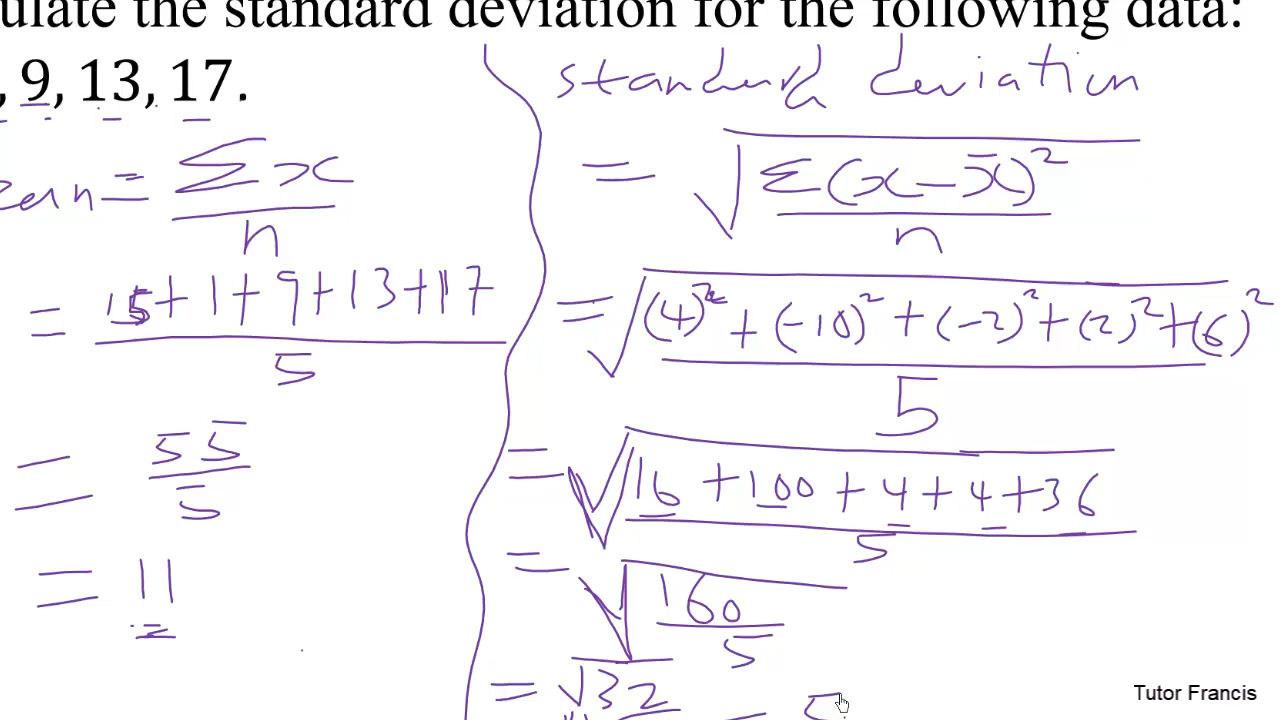 ulate the standard deviation for the following data:
, 9, 13, 17.
ean = Σx / n
= 15 + 1 + 9 + 13 + 17 / 5
= 55 / 5
= 11
standard deviation
= √Σ(x - x̄)² / n
= √(4)² + (-10)² + (-2)² + (2)² + (6)² / 5
= √16 + 100 + 4 + 4 + 36 / 5
= √160 / 5
= √32 = 5
Tutor Francis